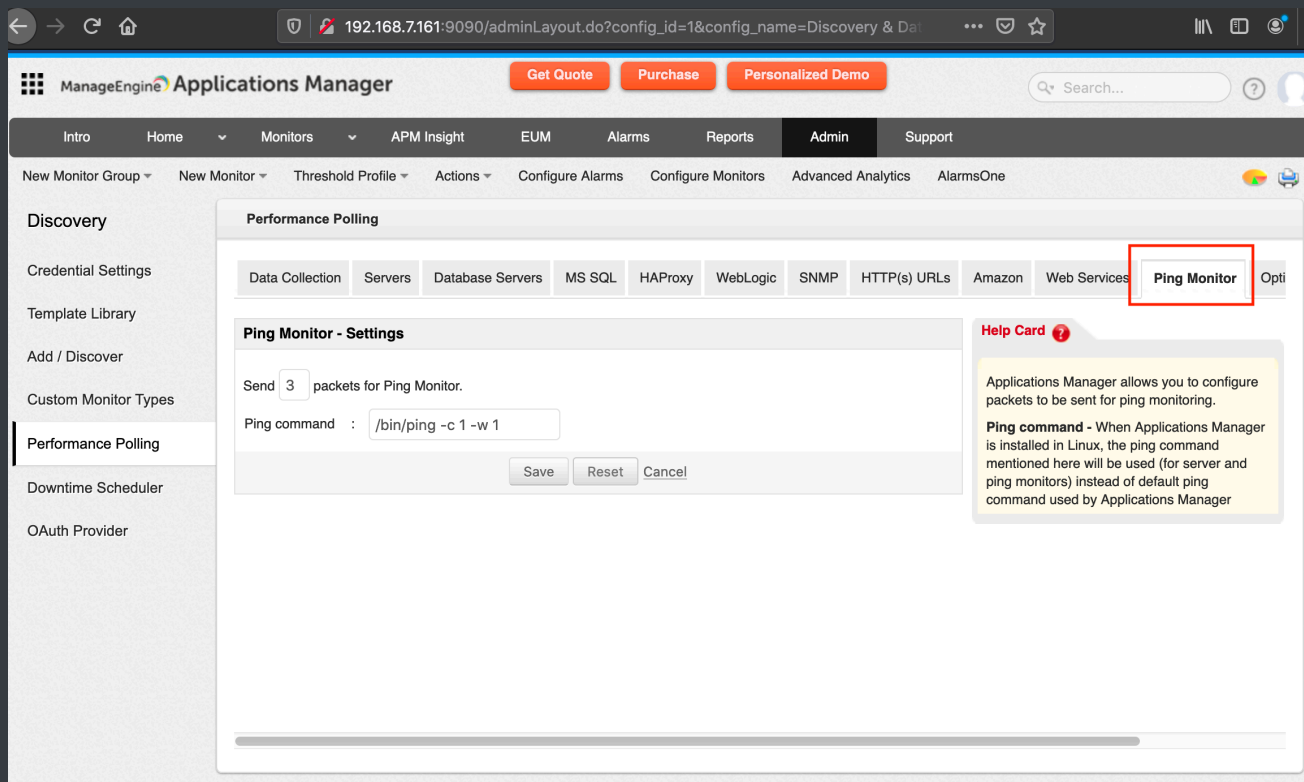 192.168.7.161:9090/adminLayout.do?config_id=1&config_name=Discovery & Dat
ManageEngine Applications Manager
Get Quote
Purchase
Personalized Demo
Search...
?
Intro
Home
Monitors
APM Insight
EUM
Alarms
Reports
Admin
Support
New Monitor Group
New Monitor
Threshold Profile
Actions
Configure Alarms
Configure Monitors
Advanced Analytics
AlarmsOne
Discovery
Credential Settings
Template Library
Add / Discover
Custom Monitor Types
Performance Polling
Downtime Scheduler
OAuth Provider
Performance Polling
Data Collection
Servers
Database Servers
MS SQL
HAProxy
WebLogic
SNMP
HTTP(s) URLs
Amazon
Web Services
Ping Monitor
Opti
Ping Monitor - Settings
Send 3 packets for Ping Monitor.
Ping command : /bin/ping -c 1 -w 1
Save
Reset
Cancel
Help Card ?
Applications Manager allows you to configure
packets to be sent for ping monitoring.
Ping command - When Applications Manager
is installed in Linux, the ping command
mentioned here will be used (for server and
ping monitors) instead of default ping
command used by Applications Manager